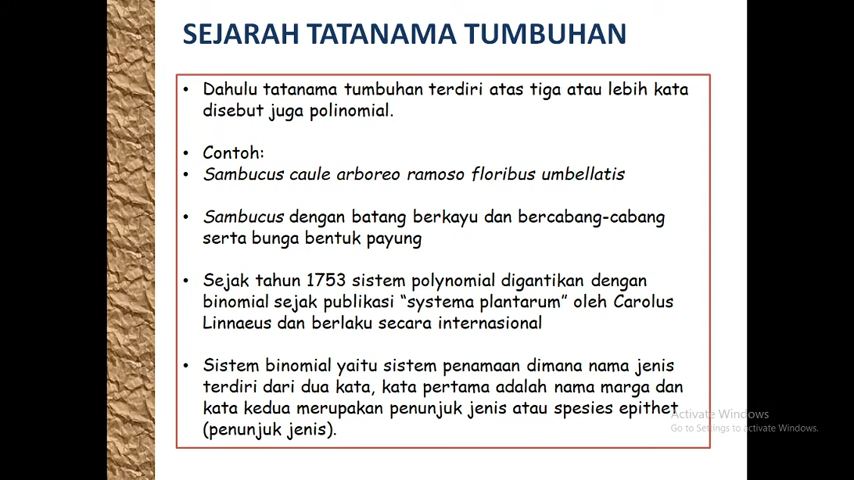 SEJARAH TATANAMA TUMBUHAN
• Dahulu tatanama tumbuhan terdiri atas tiga atau lebih kata
disebut juga polinomial.
• Contoh:
• Sambucus caule arboreo ramoso floribus umbellatis
• Sambucus dengan batang berkayu dan bercabang-cabang
serta bunga bentuk payung
• Sejak tahun 1753 sistem polynomial digantikan dengan
binomial sejak publikasi “systema plantarum” oleh Carolus
Linnaeus dan berlaku secara internasional
• Sistem binomial yaitu sistem penamaan dimana nama jenis
terdiri dari dua kata, kata pertama adalah nama marga dan
kata kedua merupakan penunjuk jenis atau spesies epithet
(penunjuk jenis).
Activate Windows
Go to Settings to activate Windows.